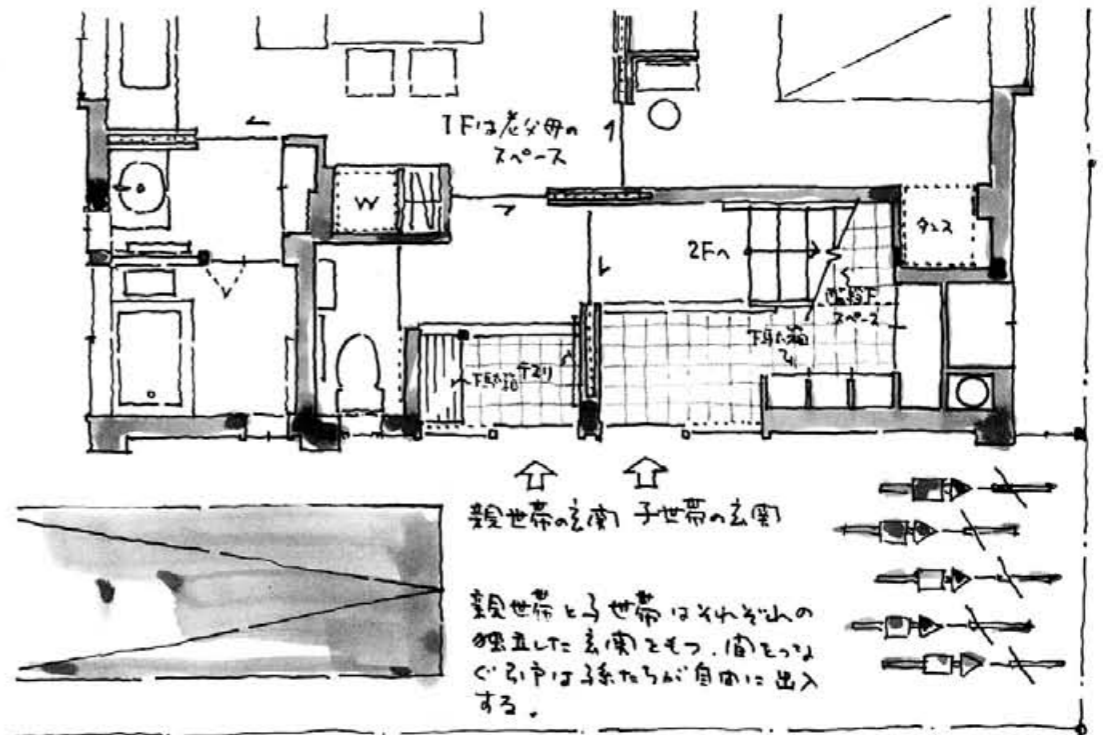 1Fは老父母の
スペース
W
2Fへ
タンス
階段下
スペース
下駄箱
下駄箱
テスリ
親世帯の玄関
子世帯の玄関
親世帯と子世帯はそれぞれの
独立した玄関をもつ．間をつな
ぐ引戸は孫たちが自由に出入
する．